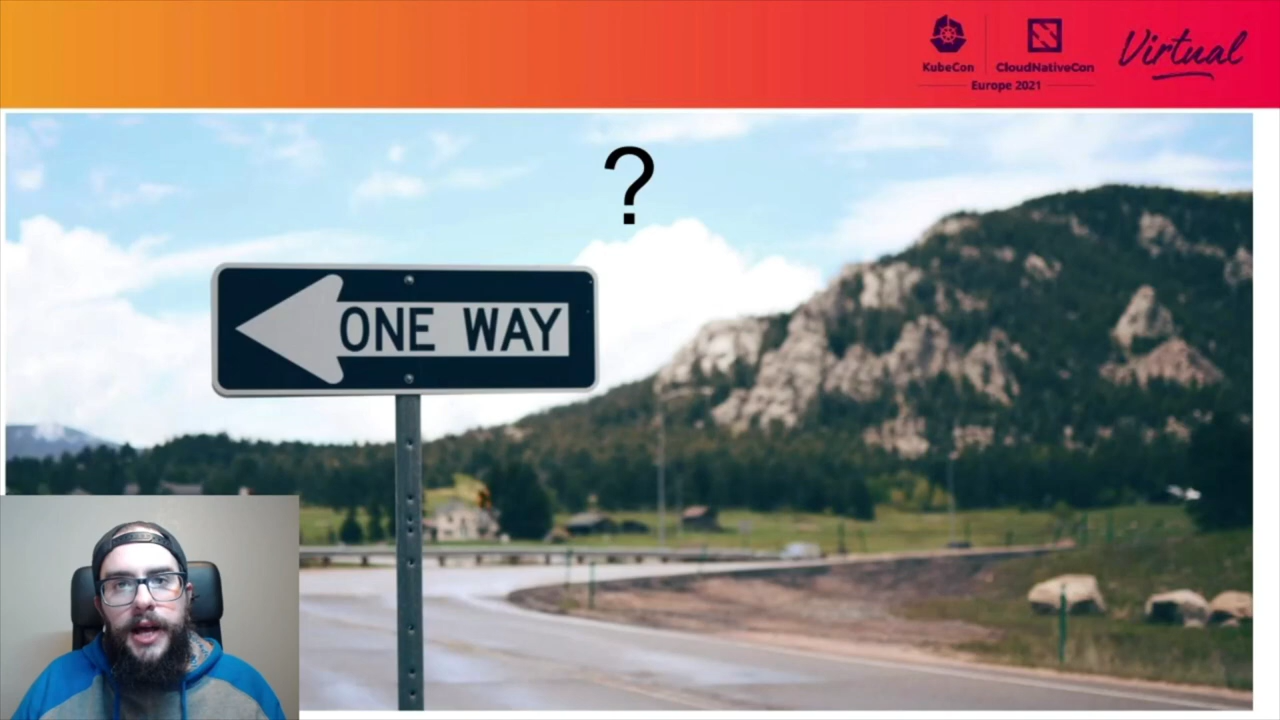 KubeCon
CloudNativeCon
Europe 2021
Virtual
?
ONE WAY